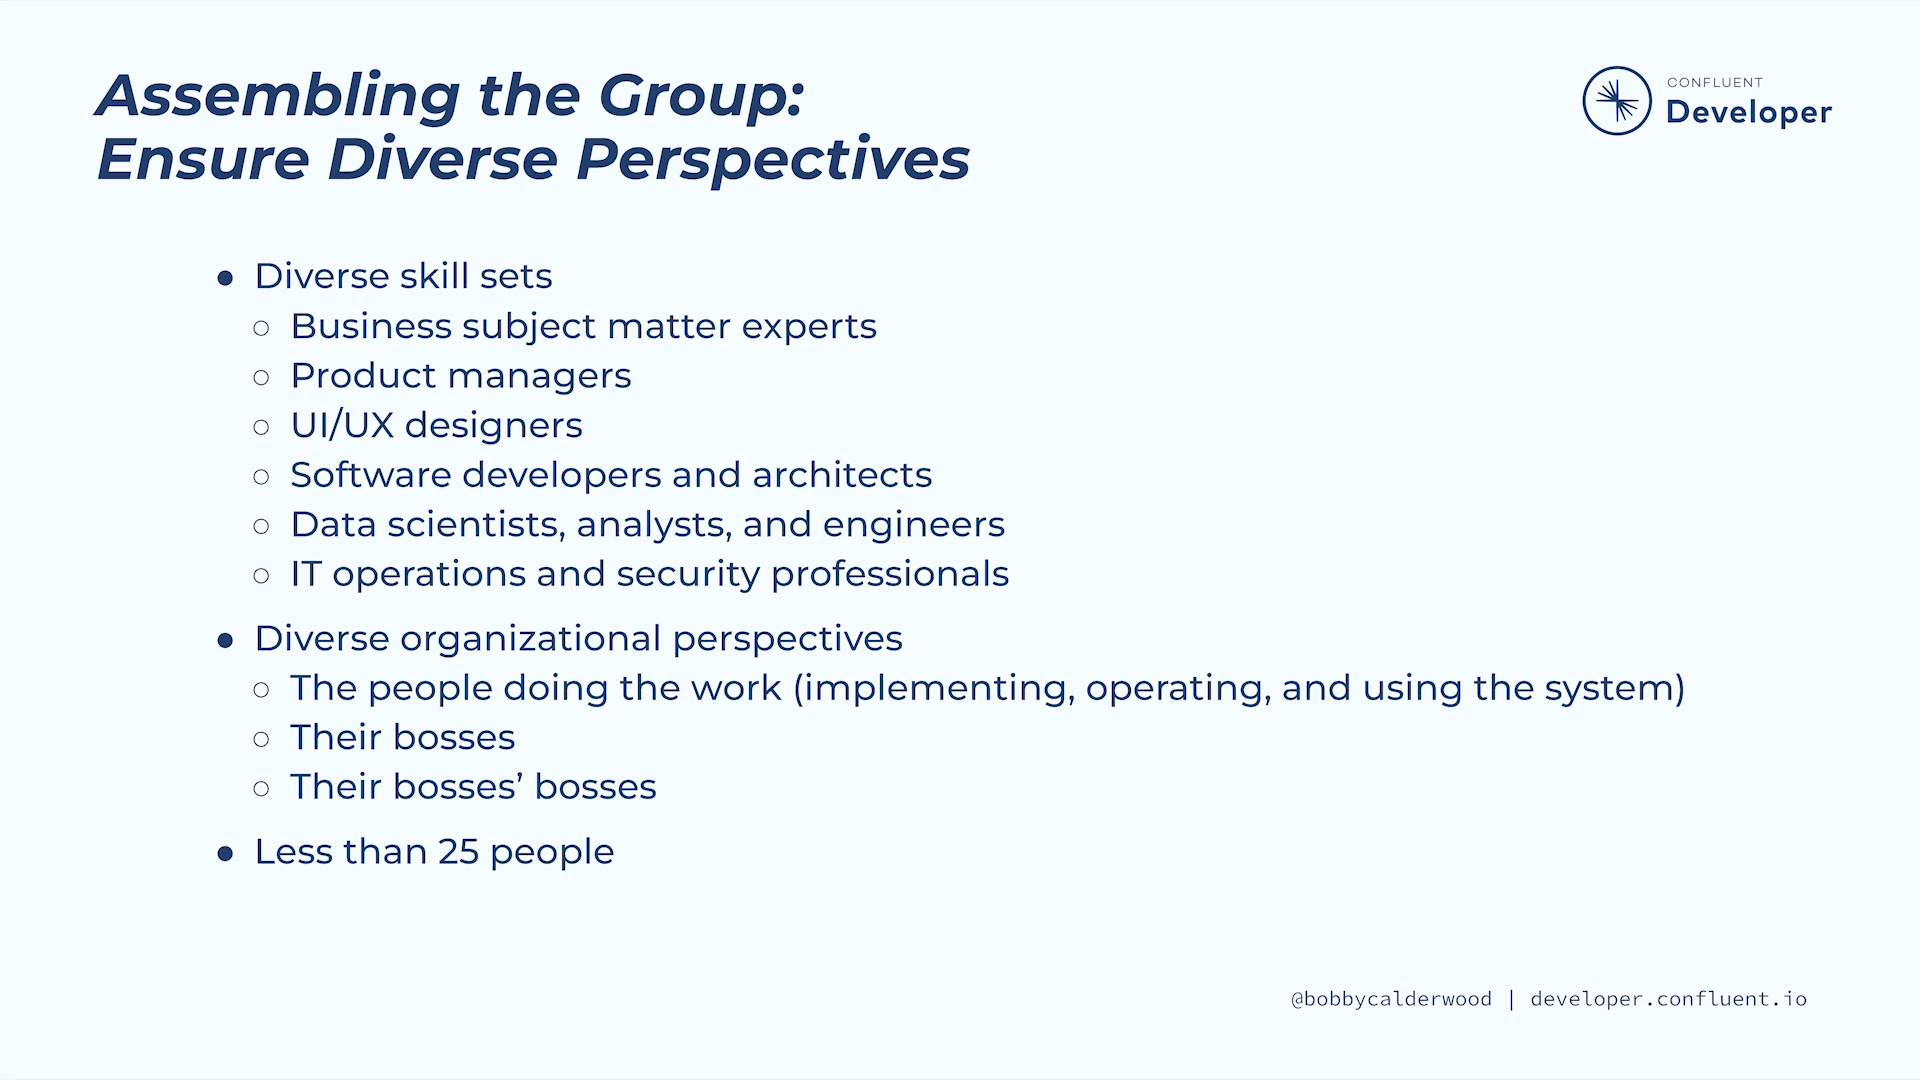 Assembling the Group:
Ensure Diverse Perspectives
CONFLUENT
Developer
● Diverse skill sets
○ Business subject matter experts
○ Product managers
○ UI/UX designers
○ Software developers and architects
○ Data scientists, analysts, and engineers
○ IT operations and security professionals
● Diverse organizational perspectives
○ The people doing the work (implementing, operating, and using the system)
○ Their bosses
○ Their bosses’ bosses
● Less than 25 people
@bobbycalderwood | developer.confluent.io